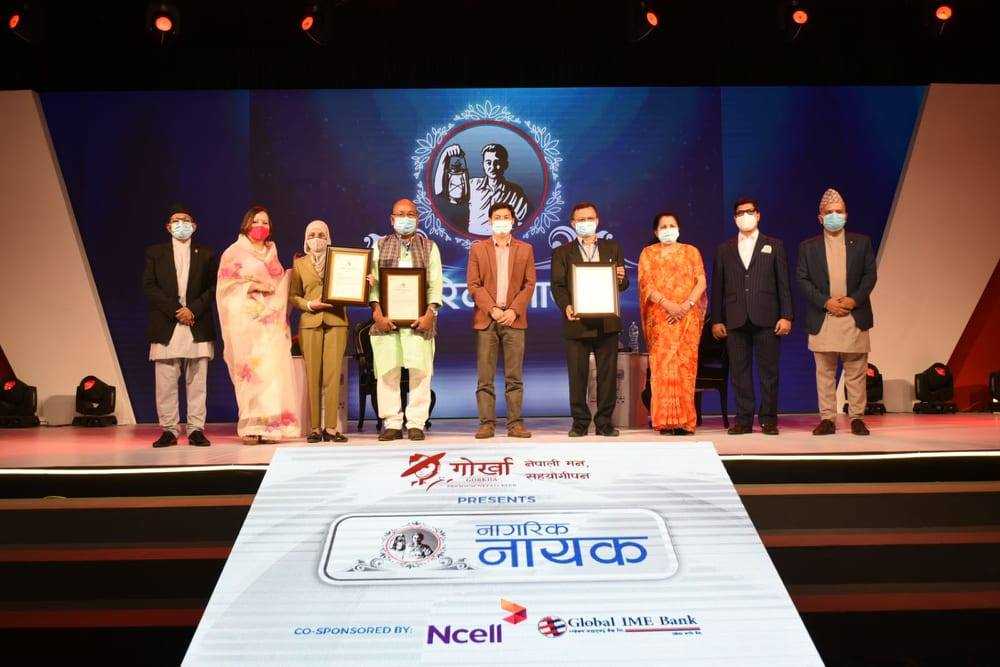 गोर्खा
नेपाली मन,
सहयोगीपन
GORKHA
PRESENTS
नागरिक
नायक
CO-SPONSORED BY:
Ncell
Global IME Bank